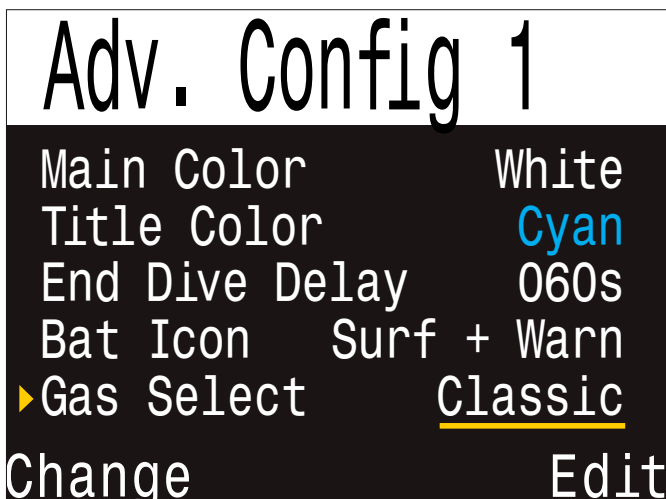 Adv. Config 1
Main Color White
Title Color Cyan
End Dive Delay 060s
Bat Icon Surf + Warn
Gas Select Classic
Change Edit